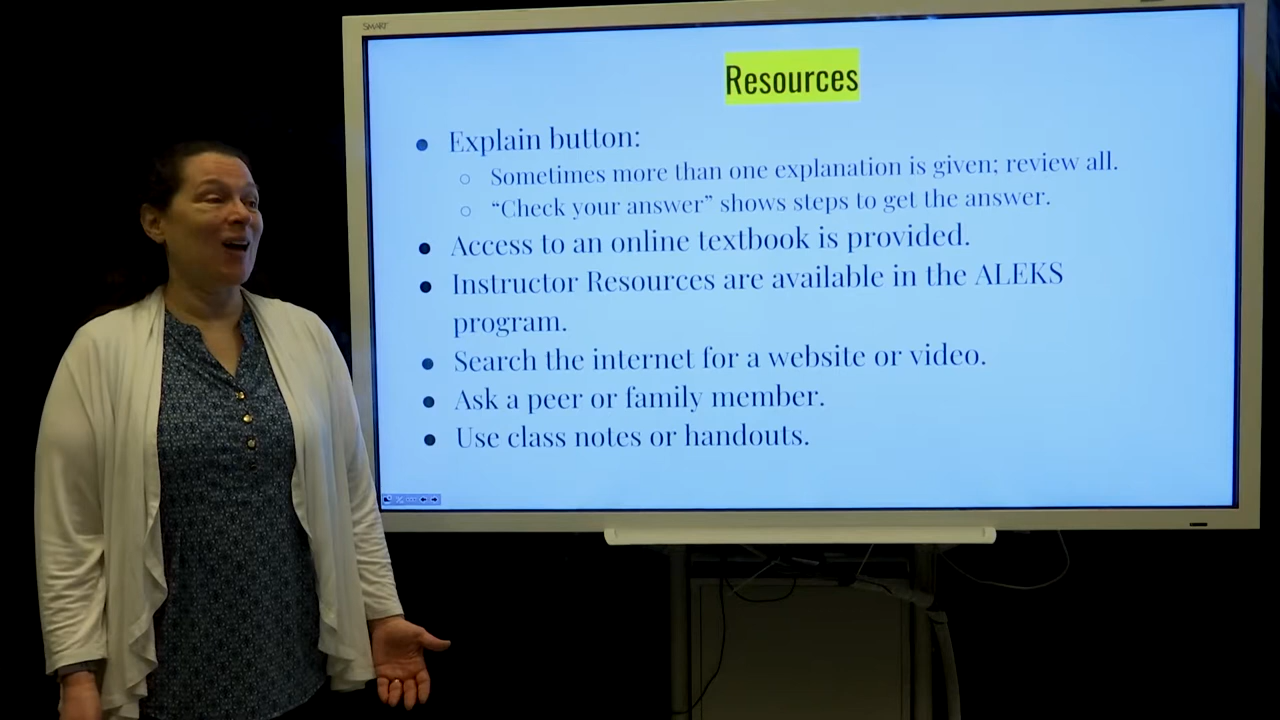 SMART
Resources
● Explain button:
○ Sometimes more than one explanation is given; review all.
○ “Check your answer” shows steps to get the answer.
● Access to an online textbook is provided.
● Instructor Resources are available in the ALEKS
program.
● Search the internet for a website or video.
● Ask a peer or family member.
● Use class notes or handouts.